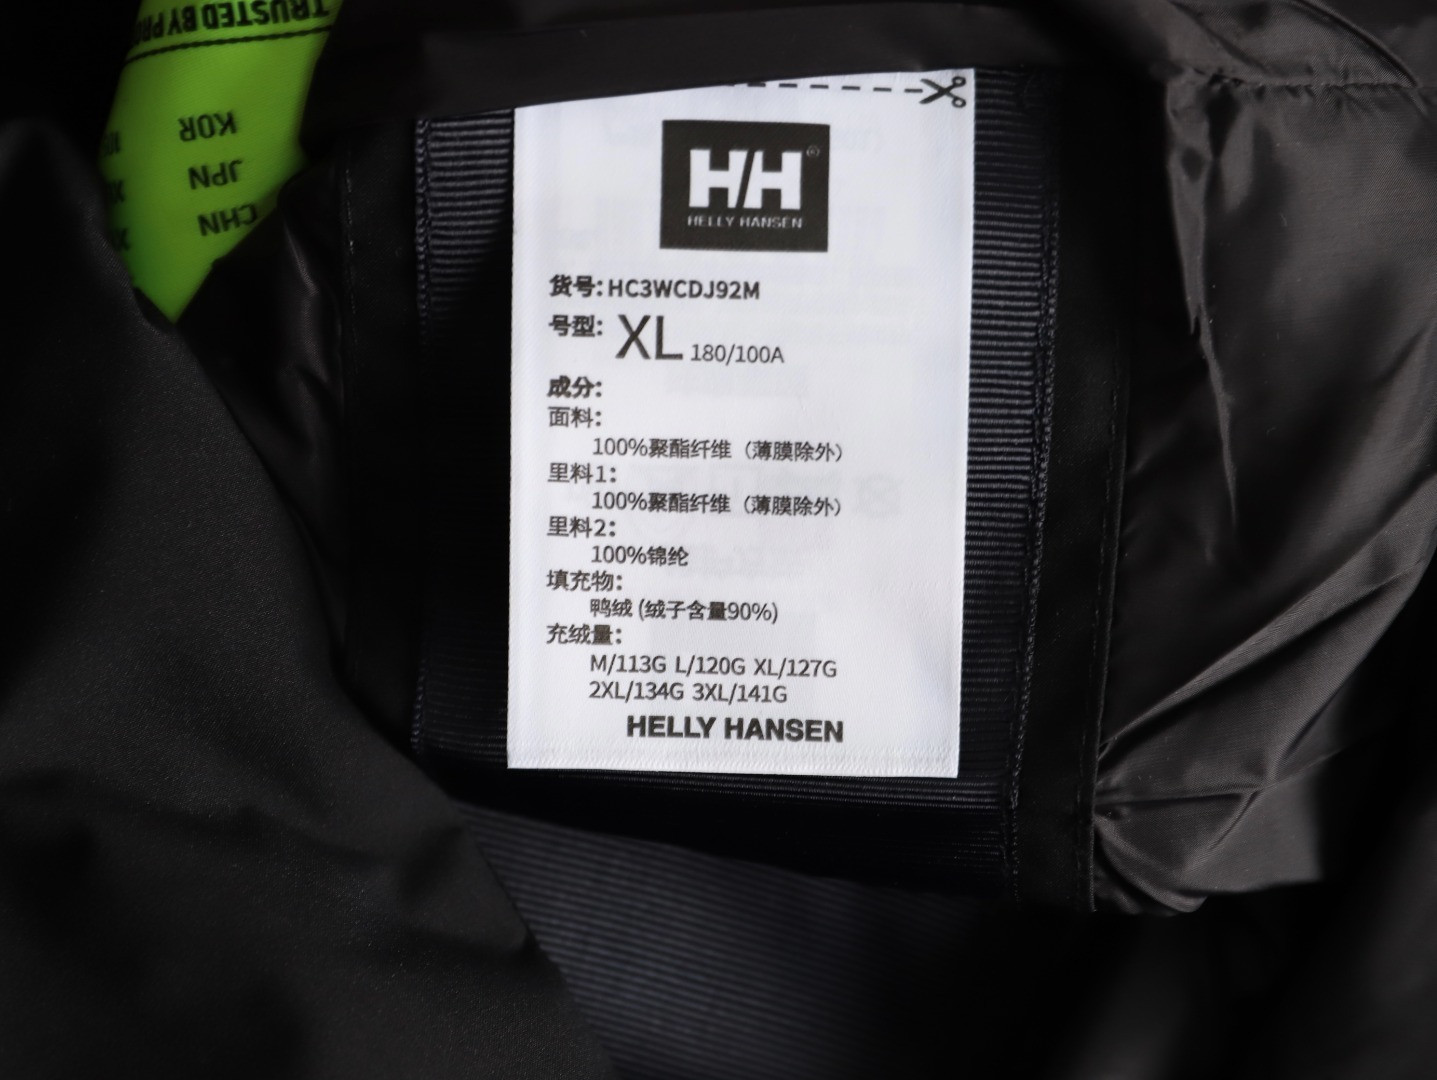 TRUSTED BY
KOR
JPN
CHN
HH®
HELLY HANSEN
货号:HC3WCDJ92M
号型: XL 180/100A
成分:
面料:
100%聚酯纤维（薄膜除外）
里料1:
100%聚酯纤维（薄膜除外）
里料2:
100%锦纶
填充物:
鸭绒 (绒子含量90%)
充绒量:
M/113G L/120G XL/127G
2XL/134G 3XL/141G
HELLY HANSEN